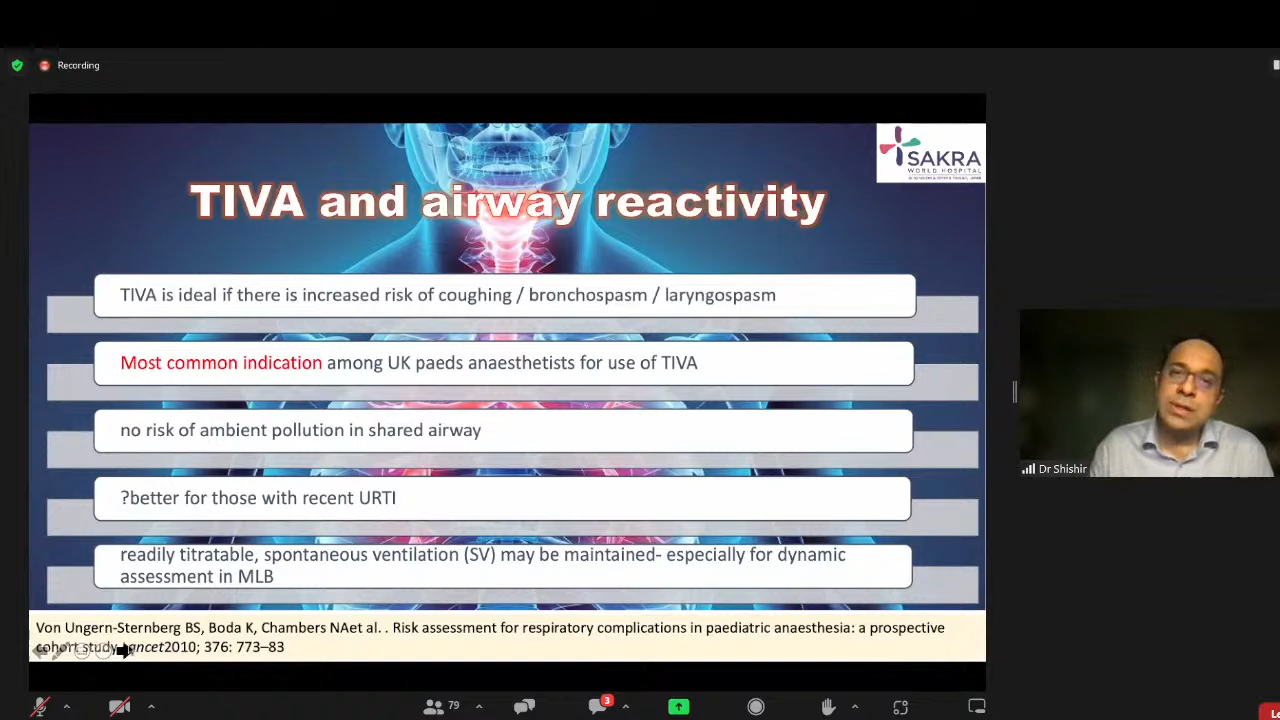 Recording
SAKRA
WORLD HOSPITAL
TIVA and airway reactivity
TIVA is ideal if there is increased risk of coughing / bronchospasm / laryngospasm
Most common indication among UK paeds anaesthetists for use of TIVA
no risk of ambient pollution in shared airway
?better for those with recent URTI
readily titratable, spontaneous ventilation (SV) may be maintained- especially for dynamic
assessment in MLB
Von Ungern-Sternberg BS, Boda K, Chambers NAet al. . Risk assessment for respiratory complications in paediatric anaesthesia: a prospective
cohort study. 2010; 376: 773–83
Dr Shishir
79
3